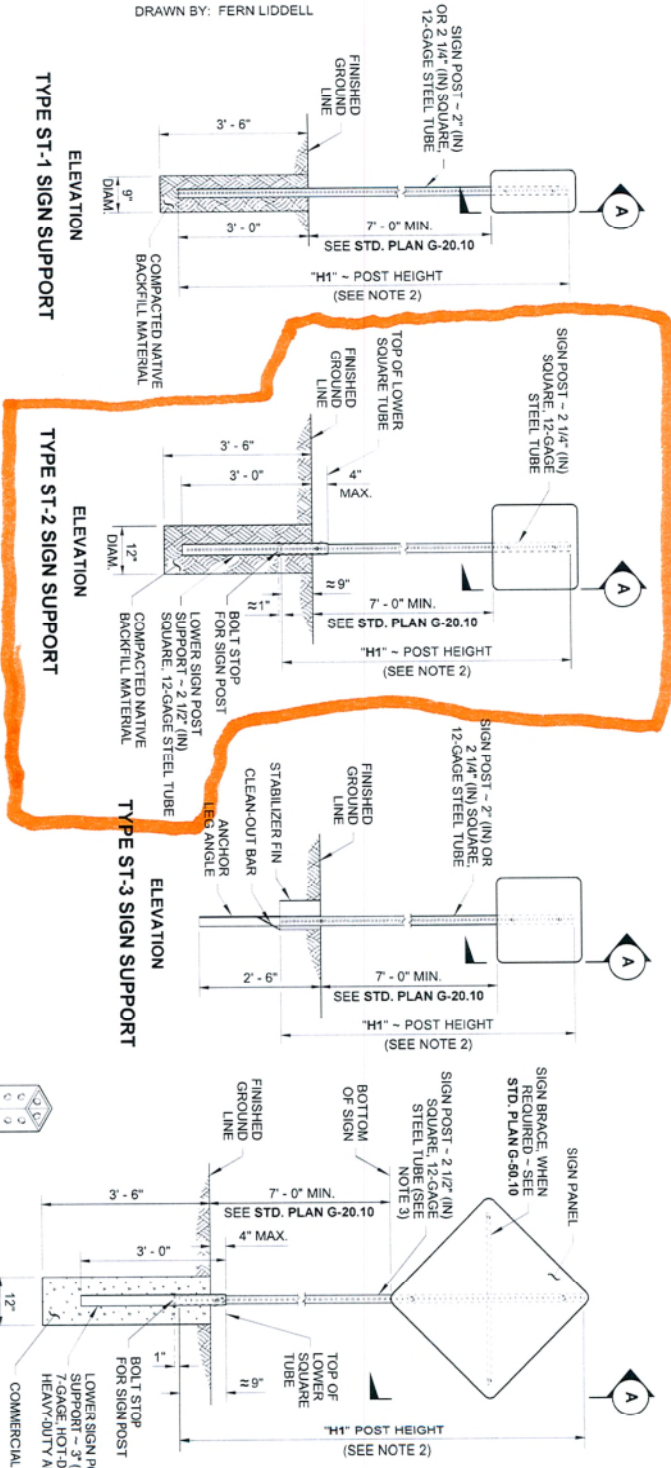 DRAWN BY: FERN LIDDELL
SIGN POST ~ 2" (IN)
OR 2 1/4" (IN) SQUARE,
12-GAGE STEEL TUBE
FINISHED
GROUND
LINE
3' - 6"
9"
DIAM.
3' - 0"
7' - 0" MIN.
SEE STD. PLAN G-20.10
"H1" ~ POST HEIGHT
(SEE NOTE 2)
COMPACTED NATIVE
BACKFILL MATERIAL
A
ELEVATION
TYPE ST-1 SIGN SUPPORT
SIGN POST ~ 2 1/4" (IN)
SQUARE, 12-GAGE
STEEL TUBE
TOP OF LOWER
SQUARE TUBE
FINISHED
GROUND
LINE
3' - 6"
3' - 0"
4"
MAX.
12"
DIAM.
≈ 9"
≈ 1"
7' - 0" MIN.
SEE STD. PLAN G-20.10
"H1" ~ POST HEIGHT
(SEE NOTE 2)
BOLT STOP
FOR SIGN POST
LOWER SIGN POST
SUPPORT ~ 2 1/2" (IN)
SQUARE, 12-GAGE STEEL TUBE
COMPACTED NATIVE
BACKFILL MATERIAL
A
ELEVATION
TYPE ST-2 SIGN SUPPORT
SIGN POST ~ 2" (IN) OR
2 1/4" (IN) SQUARE,
12-GAGE STEEL TUBE
FINISHED
GROUND
LINE
STABILIZER FIN
CLEAN-OUT BAR
ANCHOR
LEG ANGLE
2' - 6"
7' - 0" MIN.
SEE STD. PLAN G-20.10
"H1" ~ POST HEIGHT
(SEE NOTE 2)
A
ELEVATION
TYPE ST-3 SIGN SUPPORT
SIGN PANEL
SIGN BRACE, WHEN
REQUIRED ~ SEE
STD. PLAN G-50.10
SIGN POST ~ 2 1/2" (IN)
SQUARE, 12-GAGE
STEEL TUBE (SEE
NOTE 3)
BOTTOM
OF SIGN
FINISHED
GROUND
LINE
3' - 6"
7' - 0" MIN.
SEE STD. PLAN G-20.10
3' - 0"
4" MAX.
12"
1"
≈ 9"
TOP OF
LOWER
SQUARE
TUBE
BOLT STOP
FOR SIGN POST
LOWER SIGN
SUPPORT ~ 3"
7-GAGE, HOT-D
HEAVY-DUTY A
COMMERCIAL
"H1" POST HEIGHT
(SEE NOTE 2)
A